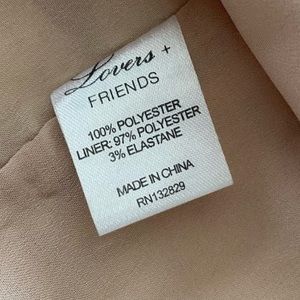 Lovers +
FRIENDS
100% POLYESTER
LINER: 97% POLYESTER
3% ELASTANE
MADE IN CHINA
RN132829